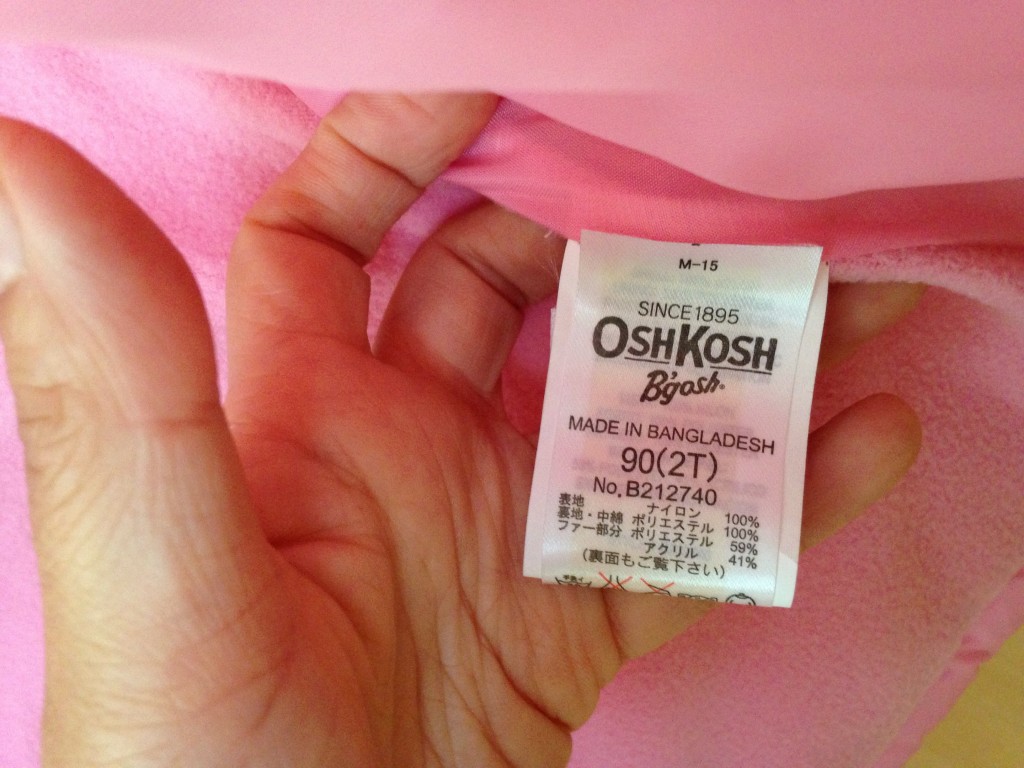 M-15
SINCE 1895
OSHKOSH
B'gosh®
MADE IN BANGLADESH
90(2T)
No. B212740
表地 ナイロン 100%
裏地・中綿 ポリエステル 100%
ファー部分 ポリエステル 59%
アクリル 41%
(裏面もご覧下さい)